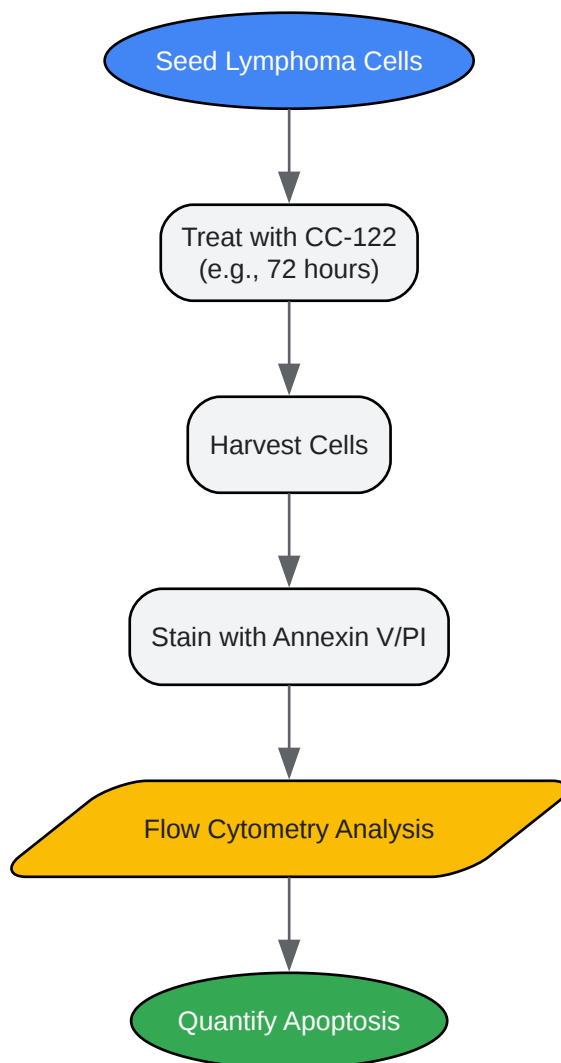 Seed Lymphoma Cells
Treat with CC-122
(e.g., 72 hours)
Harvest Cells
Stain with Annexin V/PI
Flow Cytometry Analysis
Quantify Apoptosis